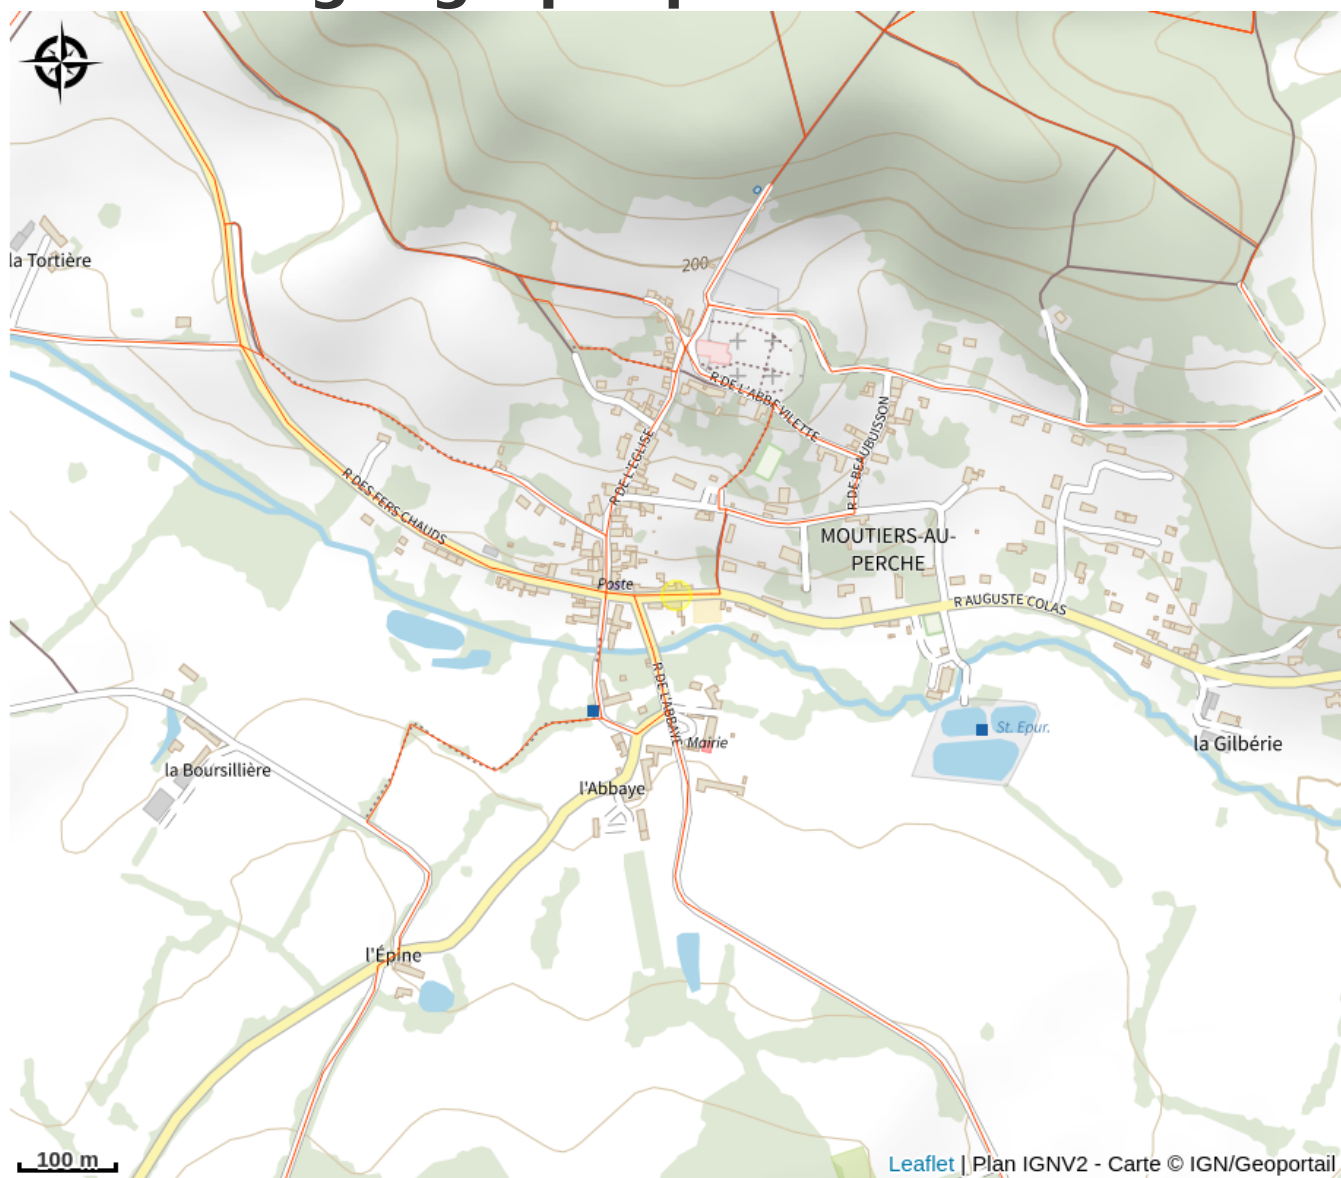 la Tortière
200
R DE L'ABBÉ VILETTE
R DE BEAUBUISSON
R DE L'ÉGLISE
R DES FERS CHAUDS
MOUTIERS-AU-
PERCHE
Poste
R AUGUSTE COLAS
R DE L'ABBAYE
St. Epur.
Mairie
la Gilbérie
la Boursillière
l'Abbaye
l'Épine
100 m
Leaflet | Plan IGNV2 - Carte © IGN/Geoportail